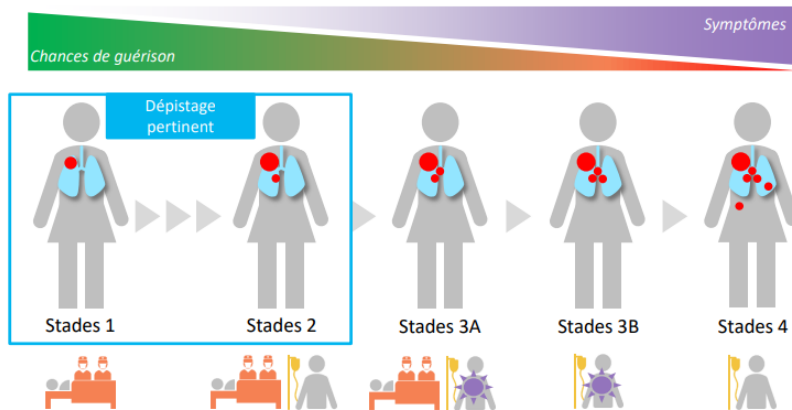 Symptômes
Chances de guérison
Dépistage
pertinent
Stades 1
Stades 2
Stades 3A
Stades 3B
Stades 4